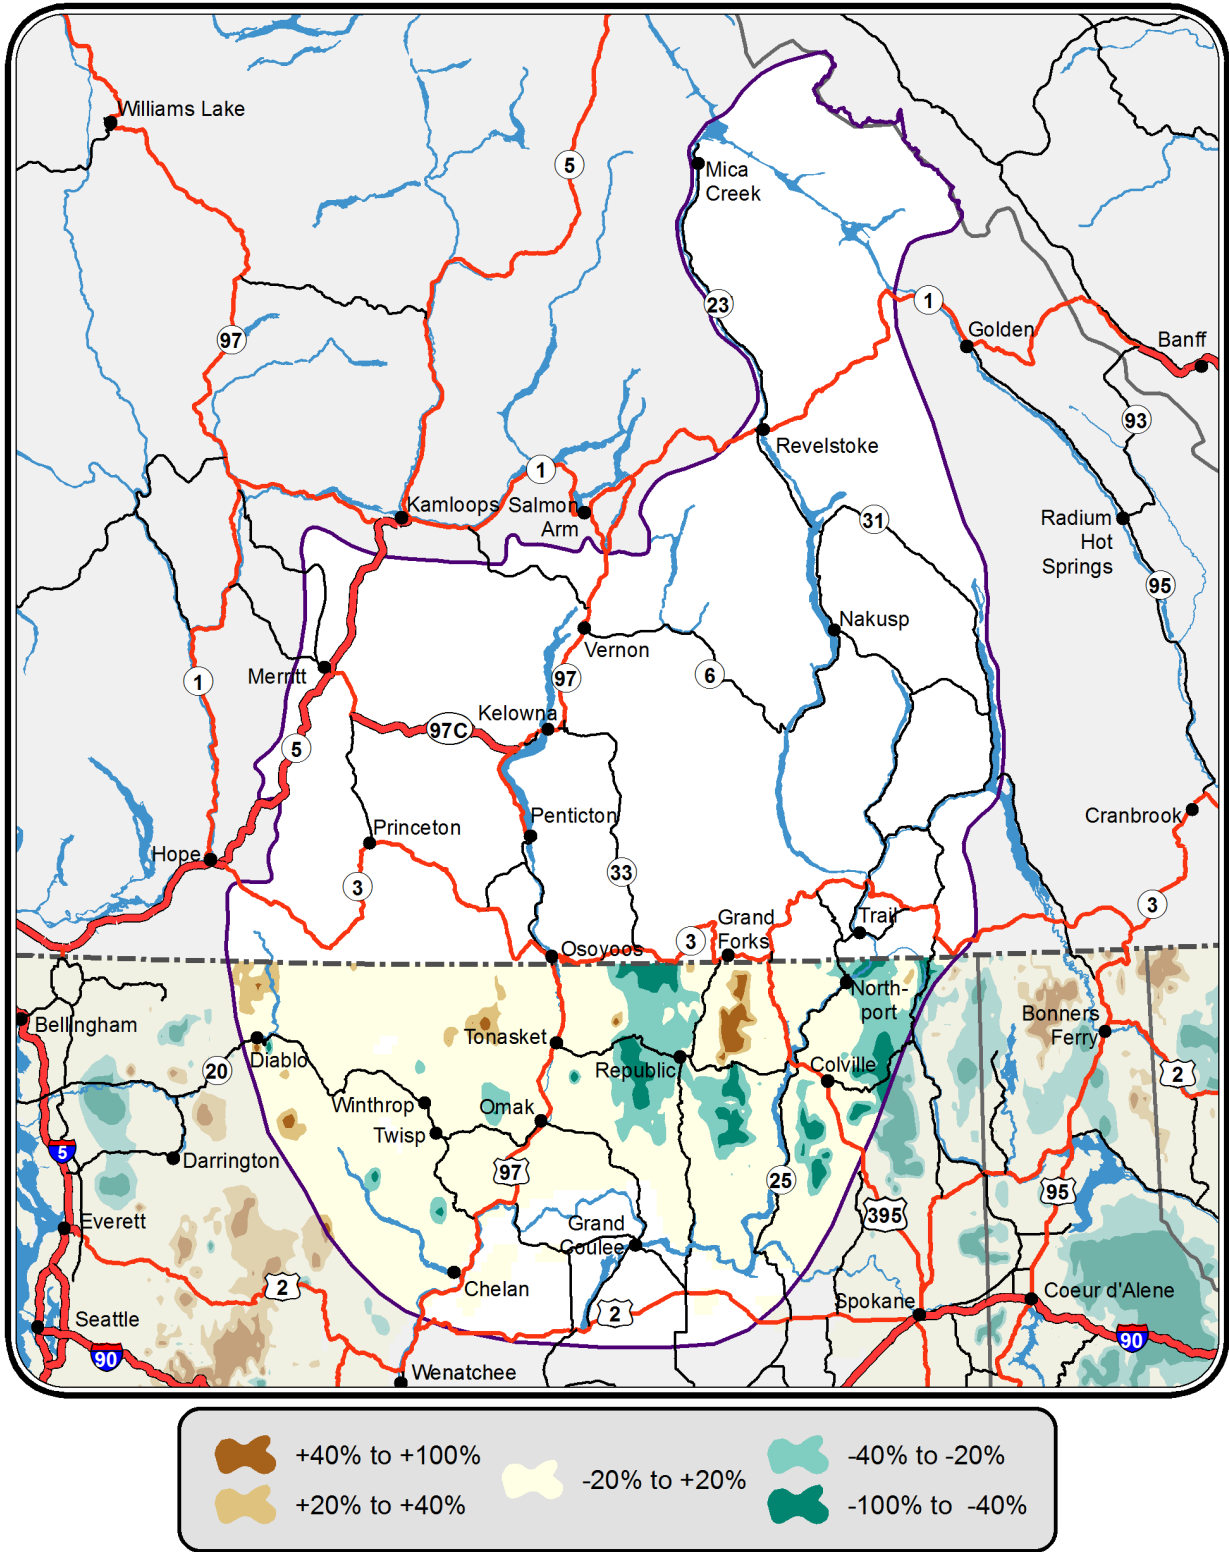 Williams Lake
5
Mica
Creek
23
1
97
Golden
Banff
93
Revelstoke
1
Kamloops
Salmon
Arm
31
Radium
Hot
Springs
95
Nakusp
Vernon
Merritt
97
6
1
Kelowna
97C
5
Penticton
Princeton
Cranbrook
Hope
3
33
3
Grand
Forks
Trail
3
Osoyoos
North-
port
Bellingham
Bonners
Ferry
Tonasket
Diablo
20
Republic
Colville
2
Winthrop
Omak
Twisp
5
Darrington
97
25
95
395
Everett
Grand
Coulee
2
Chelan
2
Coeur d'Alene
Spokane
Seattle
90
90
Wenatchee
+40% to +100%
+20% to +40%
-20% to +20%
-40% to -20%
-100% to -40%